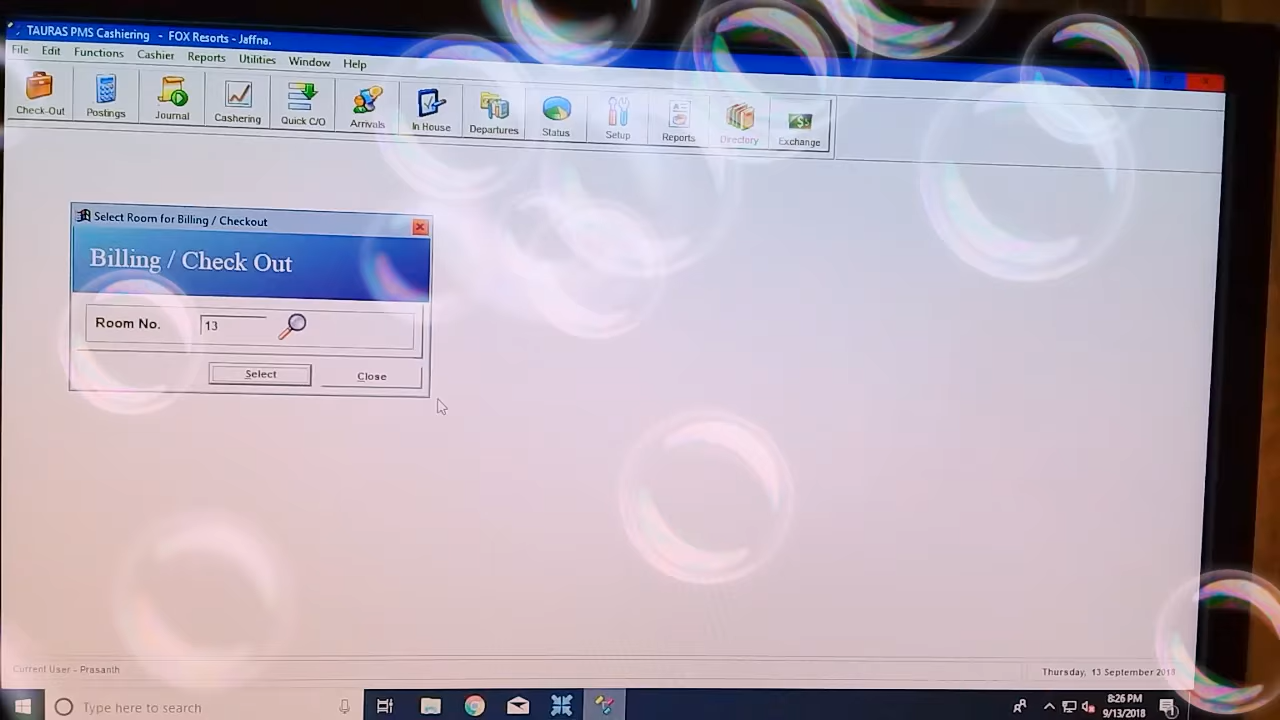 TAURAS PMS Cashiering - FOX Resorts - Jaffna.
File Edit Functions Cashier Reports Utilities Window Help
Check-Out Postings Journal Cashering Quick C/O Arrivals In House Departures Status Setup Reports Directory Exchange
Select Room for Billing / Checkout
Billing / Check Out
Room No. 13
Select Close
Current User - Prasanth
Thursday, 13 September 2018
Type here to search
8:26 PM
9/13/2018
1